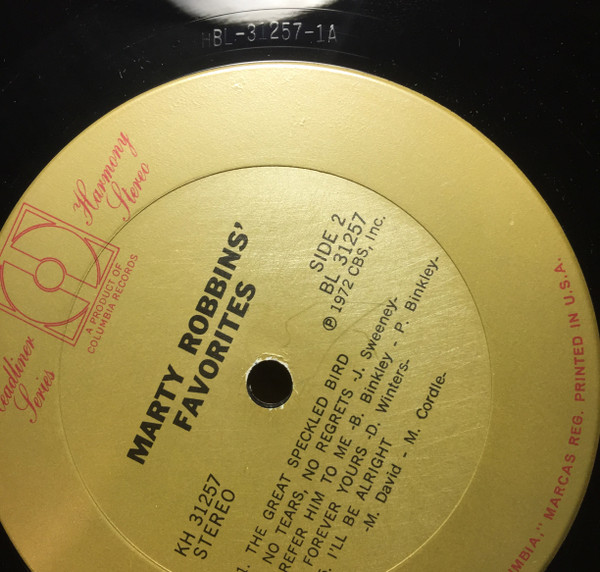 HBL-31257-1A
Harmony
Stereo
A PRODUCT OF
COLUMBIA RECORDS
Series
MARTY ROBBINS'
FAVORITES
SIDE 2
BL 31257
℗ 1972 CBS, Inc.
KH 31257
STEREO
1. THE GREAT SPECKLED BIRD
NO TEARS, NO REGRETS -J. Sweeney-
REFER HIM TO ME -B. Binkley - P. Binkley-
FOREVER YOURS -D. Winters-
I'LL BE ALRIGHT
-M. David - M. Cordle-
," MARCAS REG. PRINTED IN U.S.A.